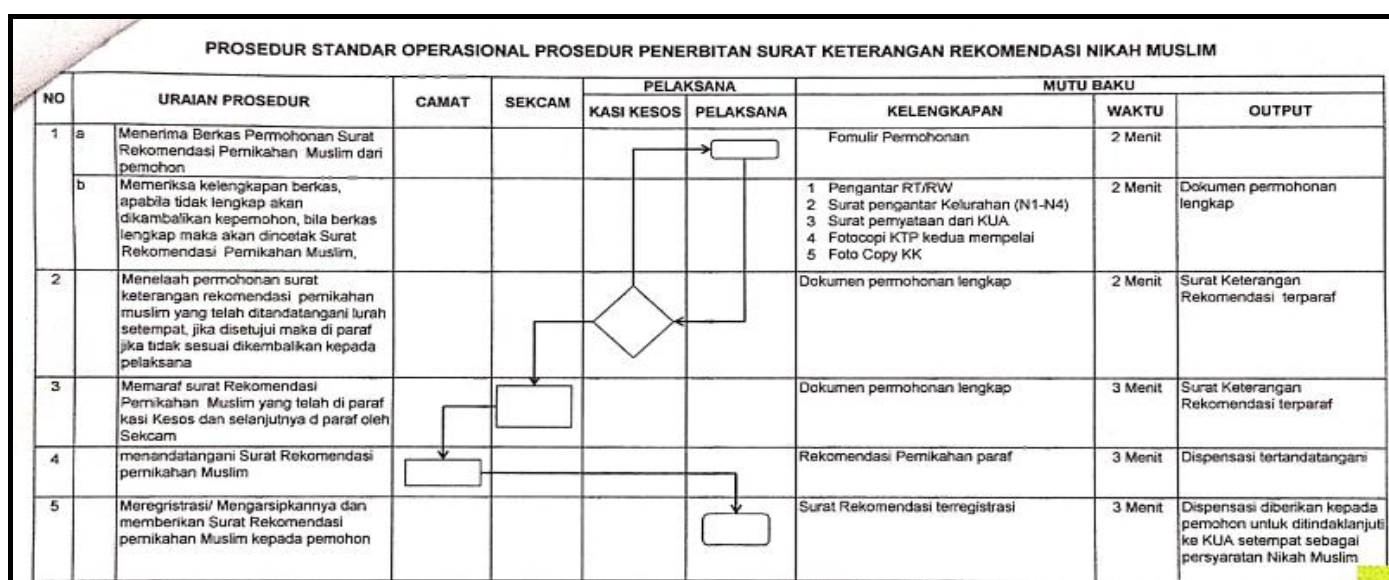 PROSEDUR STANDAR OPERASIONAL PROSEDUR PENERBITAN SURAT KETERANGAN REKOMENDASI NIKAH MUSLIM
NO
URAIAN PROSEDUR
CAMAT
SEKCAM
PELAKSANA
MUTU BAKU
KASI KESOS
PELAKSANA
KELENGKAPAN
WAKTU
OUTPUT
1
a
Menerima Berkas Permohonan Surat
Rekomendasi Pernikahan Muslim dari
pemohon
Fomulir Permohonan
2 Menit
b
Memeriksa kelengkapan berkas,
apabila tidak lengkap akan
dikambalikan kepemohon, bila berkas
lengkap maka akan dincetak Surat
Rekomendasi Pernikahan Muslim,
1 Pengantar RT/RW
2 Surat pengantar Kelurahan (N1-N4)
3 Surat pernyataan dari KUA
4 Fotocopi KTP kedua mempelai
5 Foto Copy KK
2 Menit
Dokumen permohonan
lengkap
2
Menelaah permohonan surat
keterangan rekomendasi pernikahan
muslim yang telah ditandatangani lurah
setempat, jika disetujui maka di paraf
jika tidak sesuai dikembalikan kepada
pelaksana
Dokumen permohonan lengkap
2 Menit
Surat Keterangan
Rekomendasi terparaf
3
Memaraf surat Rekomendasi
Pernikahan Muslim yang telah di paraf
kasi Kesos dan selanjutnya d paraf oleh
Sekcam
Dokumen permohonan lengkap
3 Menit
Surat Keterangan
Rekomendasi terparaf
4
menandatangani Surat Rekomendasi
pernikahan Muslim
Rekomendasi Pernikahan paraf
3 Menit
Dispensasi tertandatangani
5
Meregristrasi/ Mengarsipkannya dan
memberikan Surat Rekomendasi
pernikahan Muslim kepada pemohon
Surat Rekomendasi terregistrasi
3 Menit
Dispensasi diberikan kepada
pemohon untuk ditindaklanjuti
ke KUA setempat sebagai
persyaratan Nikah Muslim